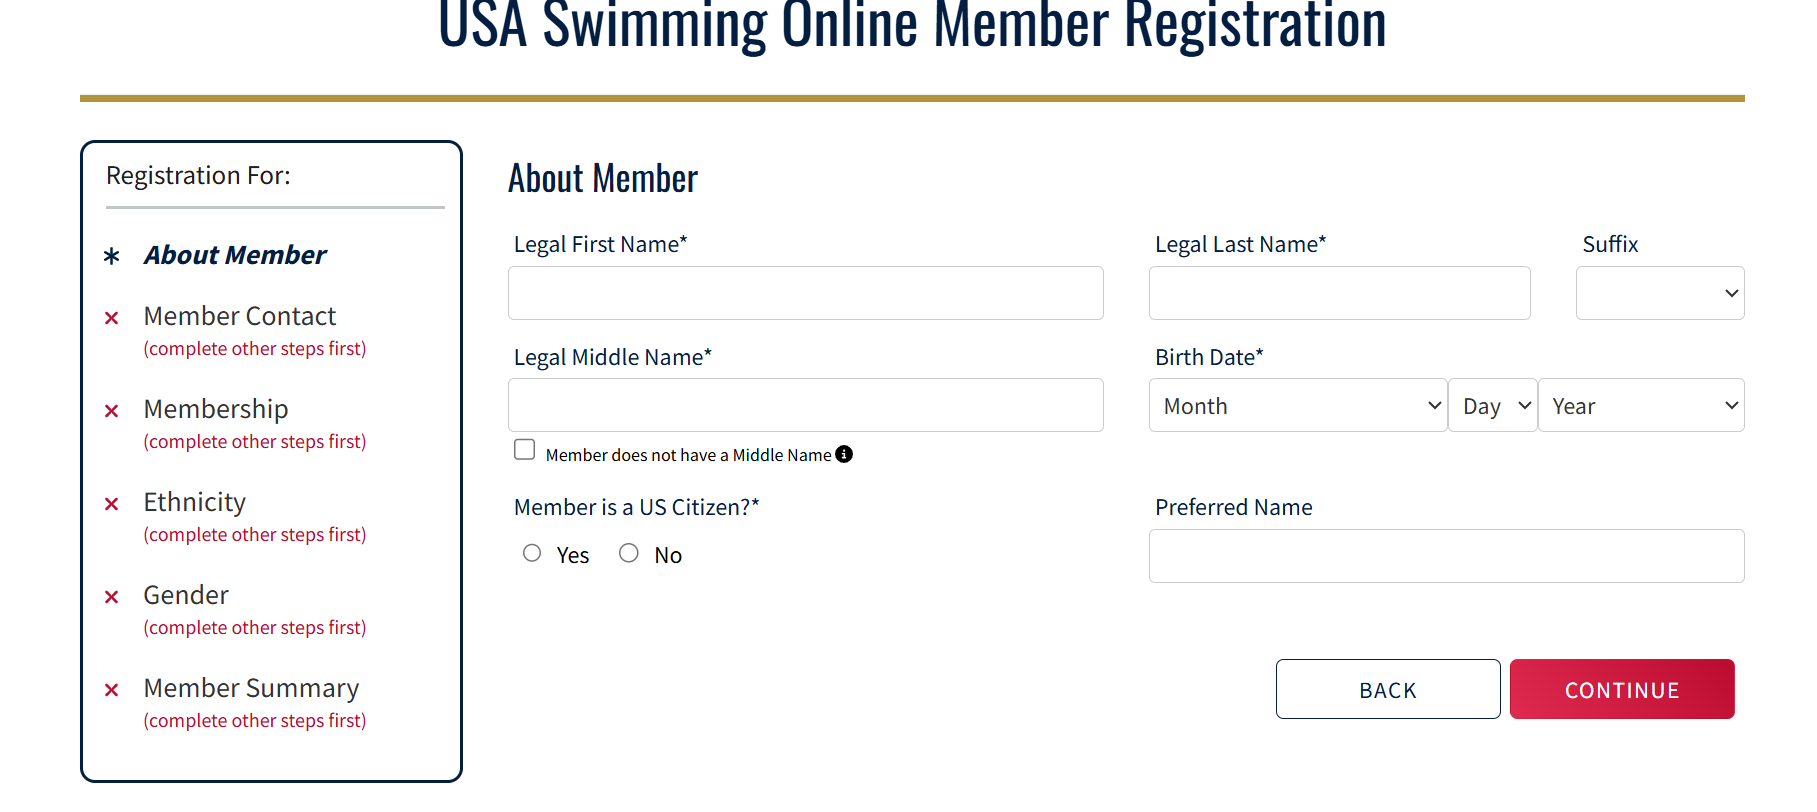 USA Swimming Online Member Registration
Registration For:
About Member
Member Contact
(complete other steps first)
Membership
(complete other steps first)
Ethnicity
(complete other steps first)
Gender
(complete other steps first)
Member Summary
(complete other steps first)
About Member
Legal First Name*
Legal Last Name*
Suffix
Legal Middle Name*
Birth Date*
Month
Day
Year
Member does not have a Middle Name
Member is a US Citizen?*
Yes
No
Preferred Name
BACK
CONTINUE